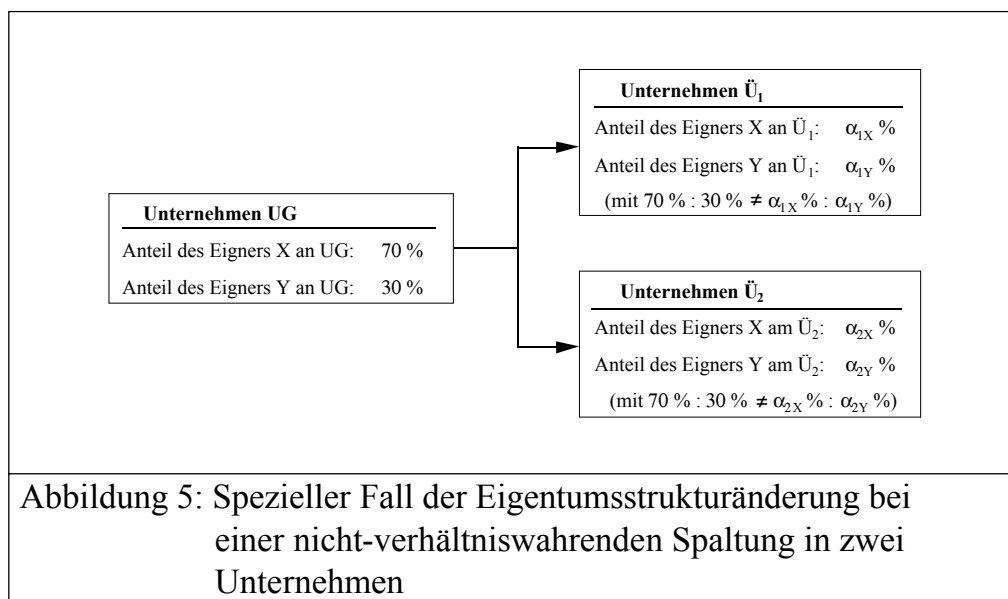 Unternehmen Ü₁
Anteil des Eigners X an Ü₁: α₁X %
Anteil des Eigners Y an Ü₁: α₁Y %
(mit 70 % : 30 % ≠ α₁X % : α₁Y %)
Unternehmen UG
Anteil des Eigners X an UG: 70 %
Anteil des Eigners Y an UG: 30 %
Unternehmen Ü₂
Anteil des Eigners X am Ü₂: α₂X %
Anteil des Eigners Y am Ü₂: α₂Y %
(mit 70 % : 30 % ≠ α₂X % : α₂Y %)
Abbildung 5: Spezieller Fall der Eigentumsstrukturänderung bei
einer nicht-verhältniswahrenden Spaltung in zwei
Unternehmen